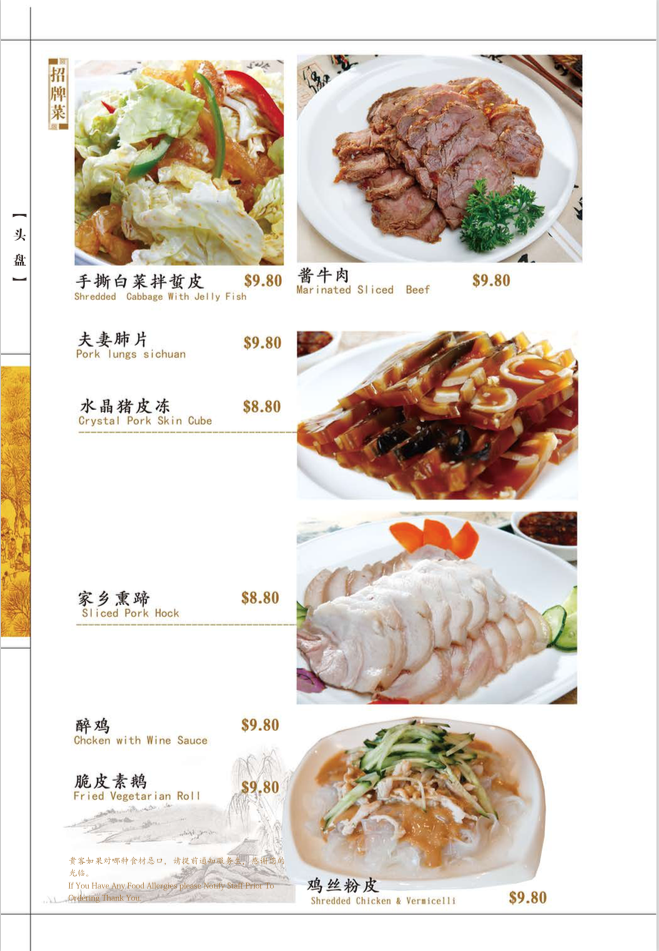 招牌菜
【头盘】
手撕白菜拌蜇皮 $9.80
Shredded Cabbage With Jelly Fish
酱牛肉 $9.80
Marinated Sliced Beef
夫妻肺片 $9.80
Pork lungs sichuan
水晶猪皮冻 $8.80
Crystal Pork Skin Cube
家乡熏蹄 $8.80
Sliced Pork Hock
醉鸡 $9.80
Chcken with Wine Sauce
脆皮素鹅 $9.80
Fried Vegetarian Roll
鸡丝粉皮 $9.80
Shredded Chicken & Vermicelli
贵客如果对哪种食材忌口，请提前通知服务员，感谢您的
光临。
If You Have Any Food Allergies please Notify Staff Prior To
Ordering Thank You